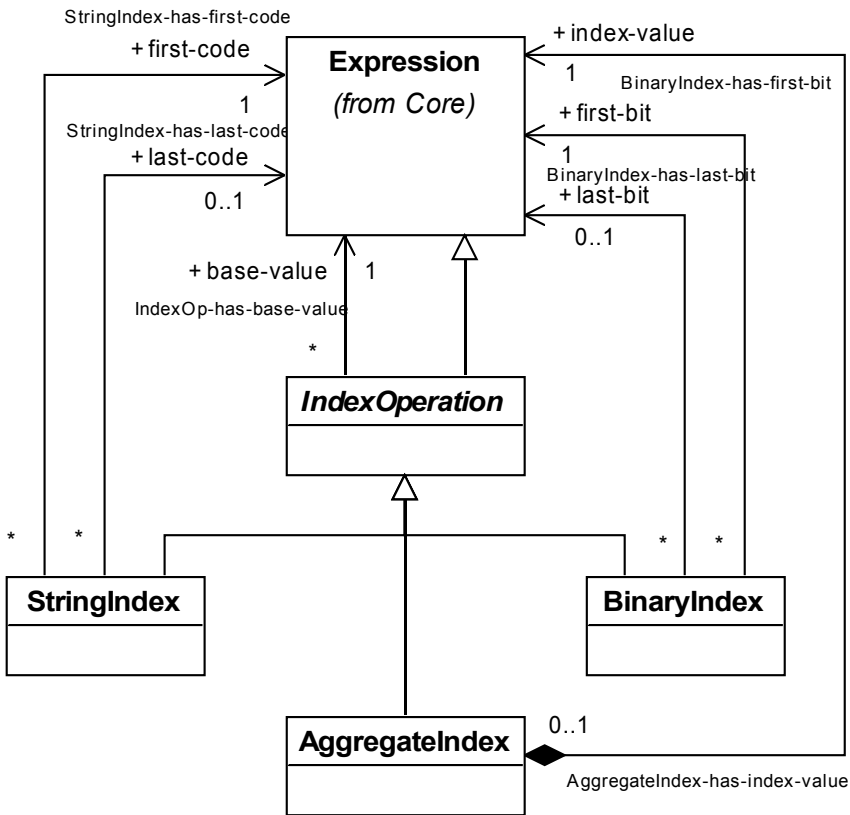 StringIndex-has-first-code
+ first-code
1
Expression
(from Core)
+ index-value
1
BinaryIndex-has-first-bit
+ first-bit
1
StringIndex-has-last-code
+ last-code
0..1
BinaryIndex-has-last-bit
+ last-bit
0..1
+ base-value
1
IndexOp-has-base-value
*
IndexOperation
*
*
*
*
StringIndex
BinaryIndex
AggregateIndex
0..1
AggregateIndex-has-index-value